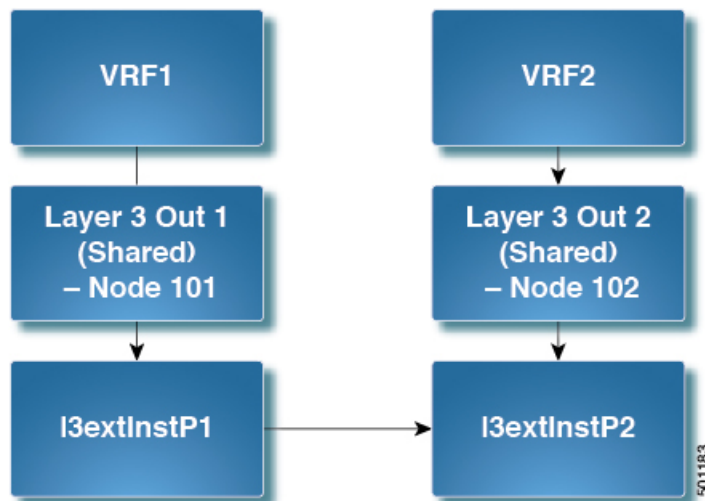 VRF1
VRF2
Layer 3 Out 1
(Shared)
– Node 101
Layer 3 Out 2
(Shared)
– Node 102
l3extInstP1
l3extInstP2
501183